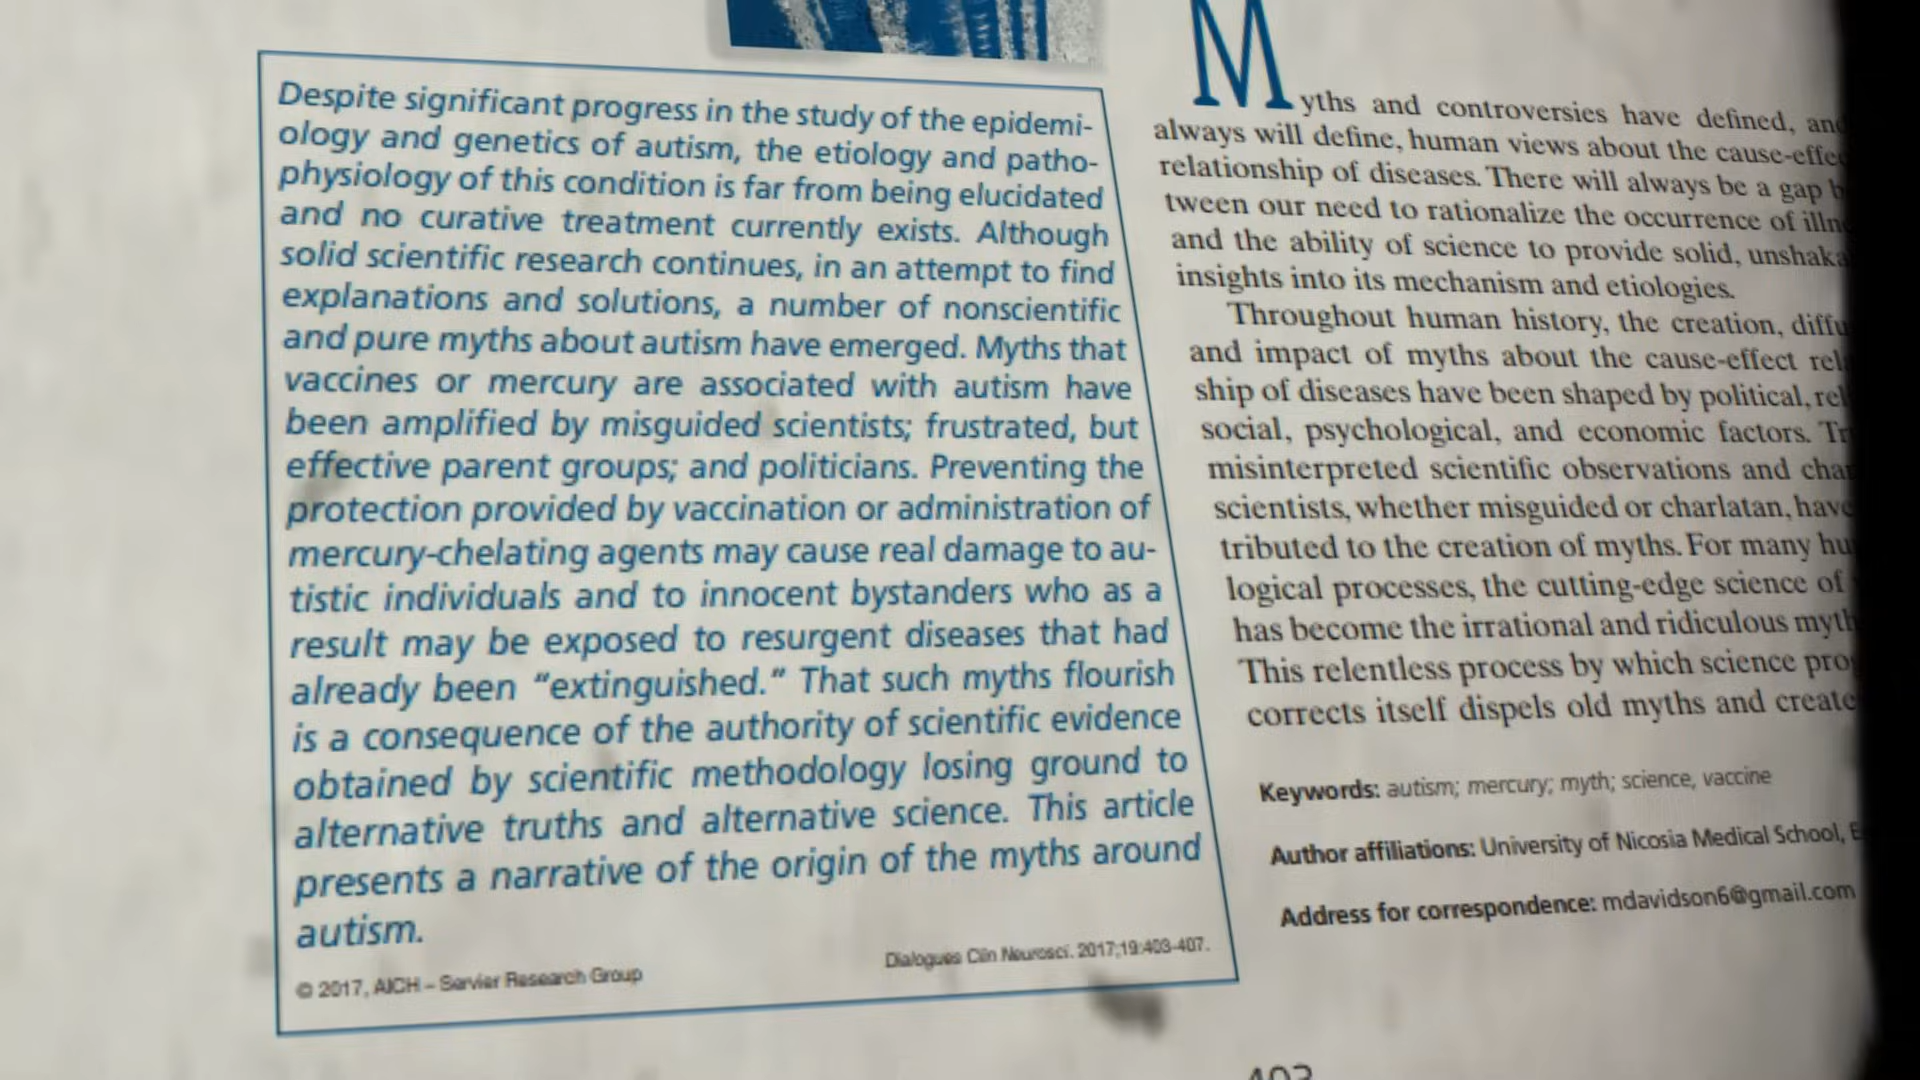 Despite significant progress in the study of the epidemi-
ology and genetics of autism, the etiology and patho-
physiology of this condition is far from being elucidated
and no curative treatment currently exists. Although
solid scientific research continues, in an attempt to find
explanations and solutions, a number of nonscientific
and pure myths about autism have emerged. Myths that
vaccines or mercury are associated with autism have
been amplified by misguided scientists; frustrated, but
effective parent groups; and politicians. Preventing the
protection provided by vaccination or administration of
mercury-chelating agents may cause real damage to au-
tistic individuals and to innocent bystanders who as a
result may be exposed to resurgent diseases that had
already been “extinguished.” That such myths flourish
is a consequence of the authority of scientific evidence
obtained by scientific methodology losing ground to
alternative truths and alternative science. This article
presents a narrative of the origin of the myths around
autism.
© 2017, AICH – Servier Research Group
Dialogues Clin Neurosci. 2017;19:403-407.
Myths and controversies have defined, and
always will define, human views about the cause-effec
relationship of diseases. There will always be a gap b
tween our need to rationalize the occurrence of illn
and the ability of science to provide solid, unshaka
insights into its mechanism and etiologies.
Throughout human history, the creation, diffu
and impact of myths about the cause-effect rela
ship of diseases have been shaped by political, rel
social, psychological, and economic factors. Tr
misinterpreted scientific observations and char
scientists, whether misguided or charlatan, have
tributed to the creation of myths. For many hu
logical processes, the cutting-edge science of
has become the irrational and ridiculous myth
This relentless process by which science pro
corrects itself dispels old myths and create
Keywords: autism; mercury; myth; science, vaccine
Author affiliations: University of Nicosia Medical School, E
Address for correspondence: mdavidson6@gmail.com
403